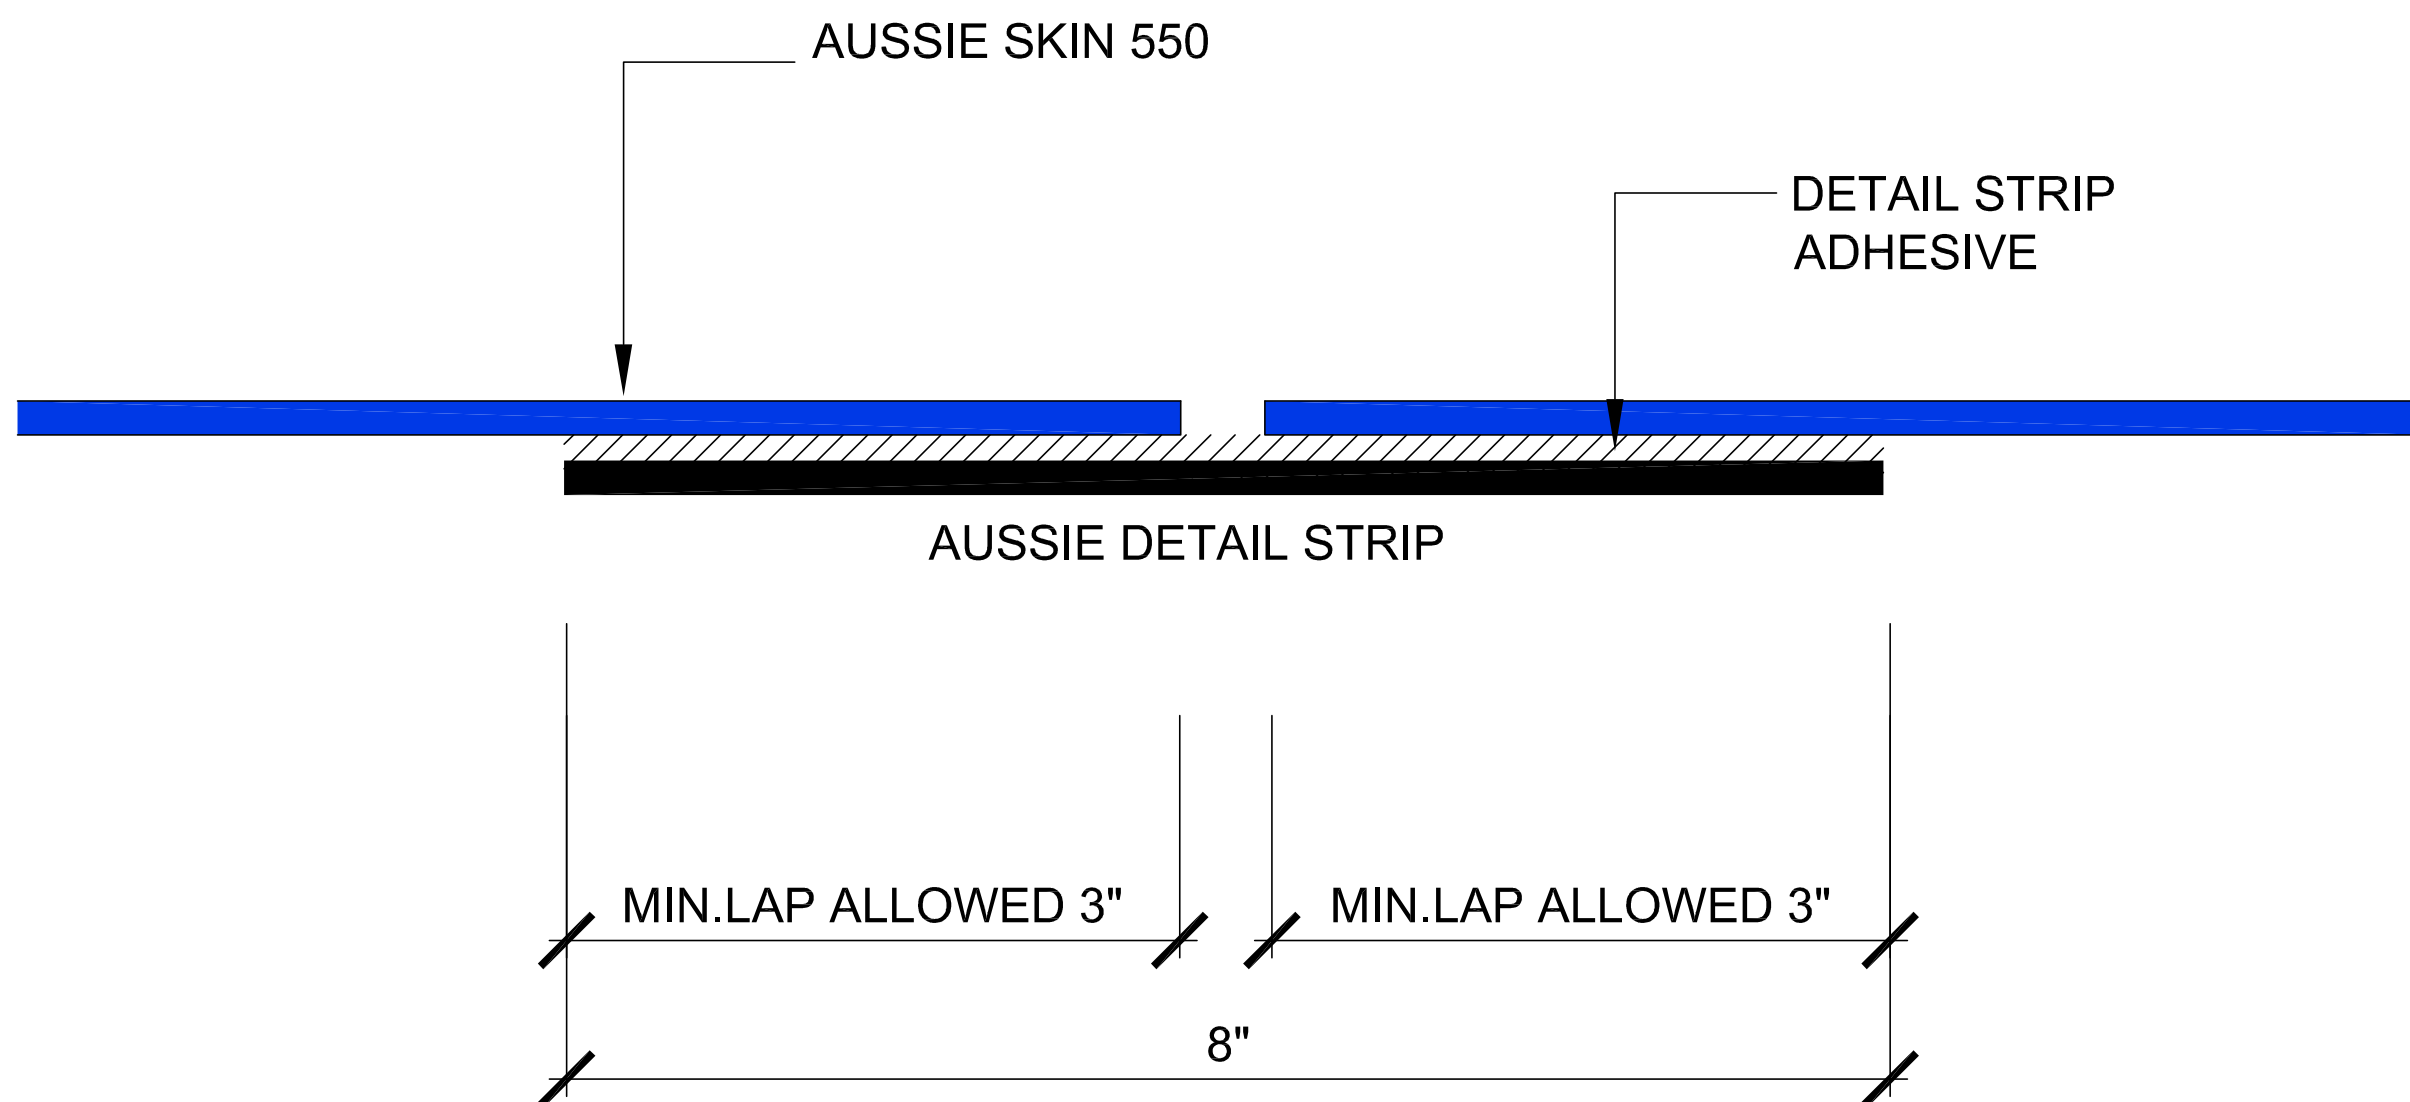 AUSSIE SKIN 550
DETAIL STRIP
ADHESIVE
AUSSIE DETAIL STRIP
MIN.LAP ALLOWED 3"
MIN.LAP ALLOWED 3"
8"